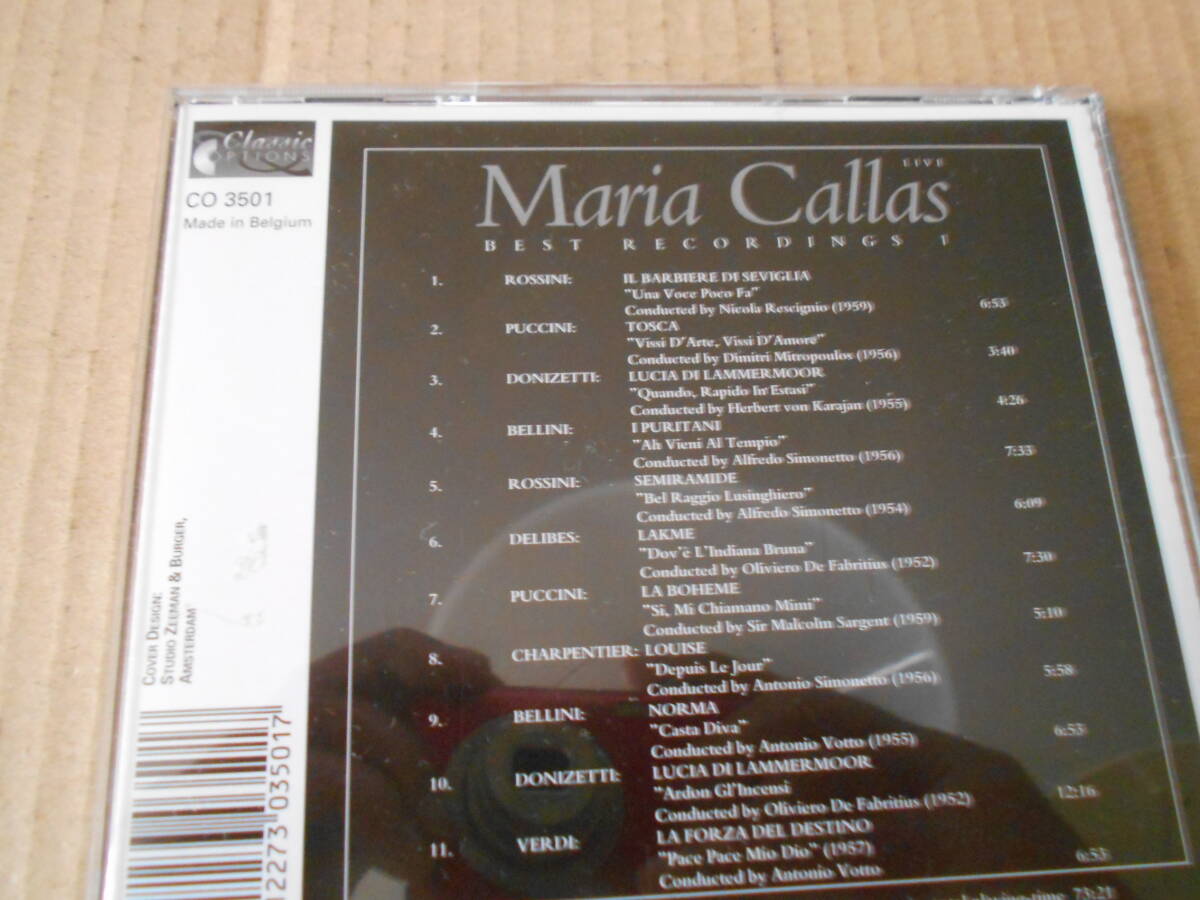 Classic
OPTIONS
CO 3501
Made in Belgium
LIVE
Maria Callas
BEST RECORDINGS 1
1. ROSSINI: IL BARBIERE DI SEVIGLIA
"Una Voce Poco Fa"
Conducted by Nicola Rescignio (1959) 6:53
2. PUCCINI: TOSCA
"Vissi D'Arte, Vissi D'Amore"
Conducted by Dimitri Mitropoulos (1956) 3:40
3. DONIZETTI: LUCIA DI LAMMERMOOR
"Quando, Rapido In Estasi"
Conducted by Herbert von Karajan (1955) 4:26
4. BELLINI: I PURITANI
"Ah Vieni Al Tempio"
Conducted by Alfredo Simonetto (1956) 7:33
5. ROSSINI: SEMIRAMIDE
"Bel Raggio Lusinghiero"
Conducted by Alfredo Simonetto (1954) 6:09
6. DELIBES: LAKME
"Dov'è L'Indiana Bruna"
Conducted by Oliviero De Fabritius (1952) 7:30
7. PUCCINI: LA BOHEME
"Si, Mi Chiamano Mimi"
Conducted by Sir Malcolm Sargent (1959) 5:10
8. CHARPENTIER: LOUISE
"Depuis Le Jour"
Conducted by Antonio Simonetto (1956) 5:58
9. BELLINI: NORMA
"Casta Diva"
Conducted by Antonio Votto (1955) 6:53
10. DONIZETTI: LUCIA DI LAMMERMOOR
"Ardon Gl'Incensi
Conducted by Oliviero De Fabritius (1952) 12:16
11. VERDI: LA FORZA DEL DESTINO
"Pace Pace Mio Dio" (1957)
Conducted by Antonio Votto 6:53
playing-time 73:21
COVER DESIGN:
STUDIO ZEEMAN & BURGER,
AMSTERDAM
2273 035017